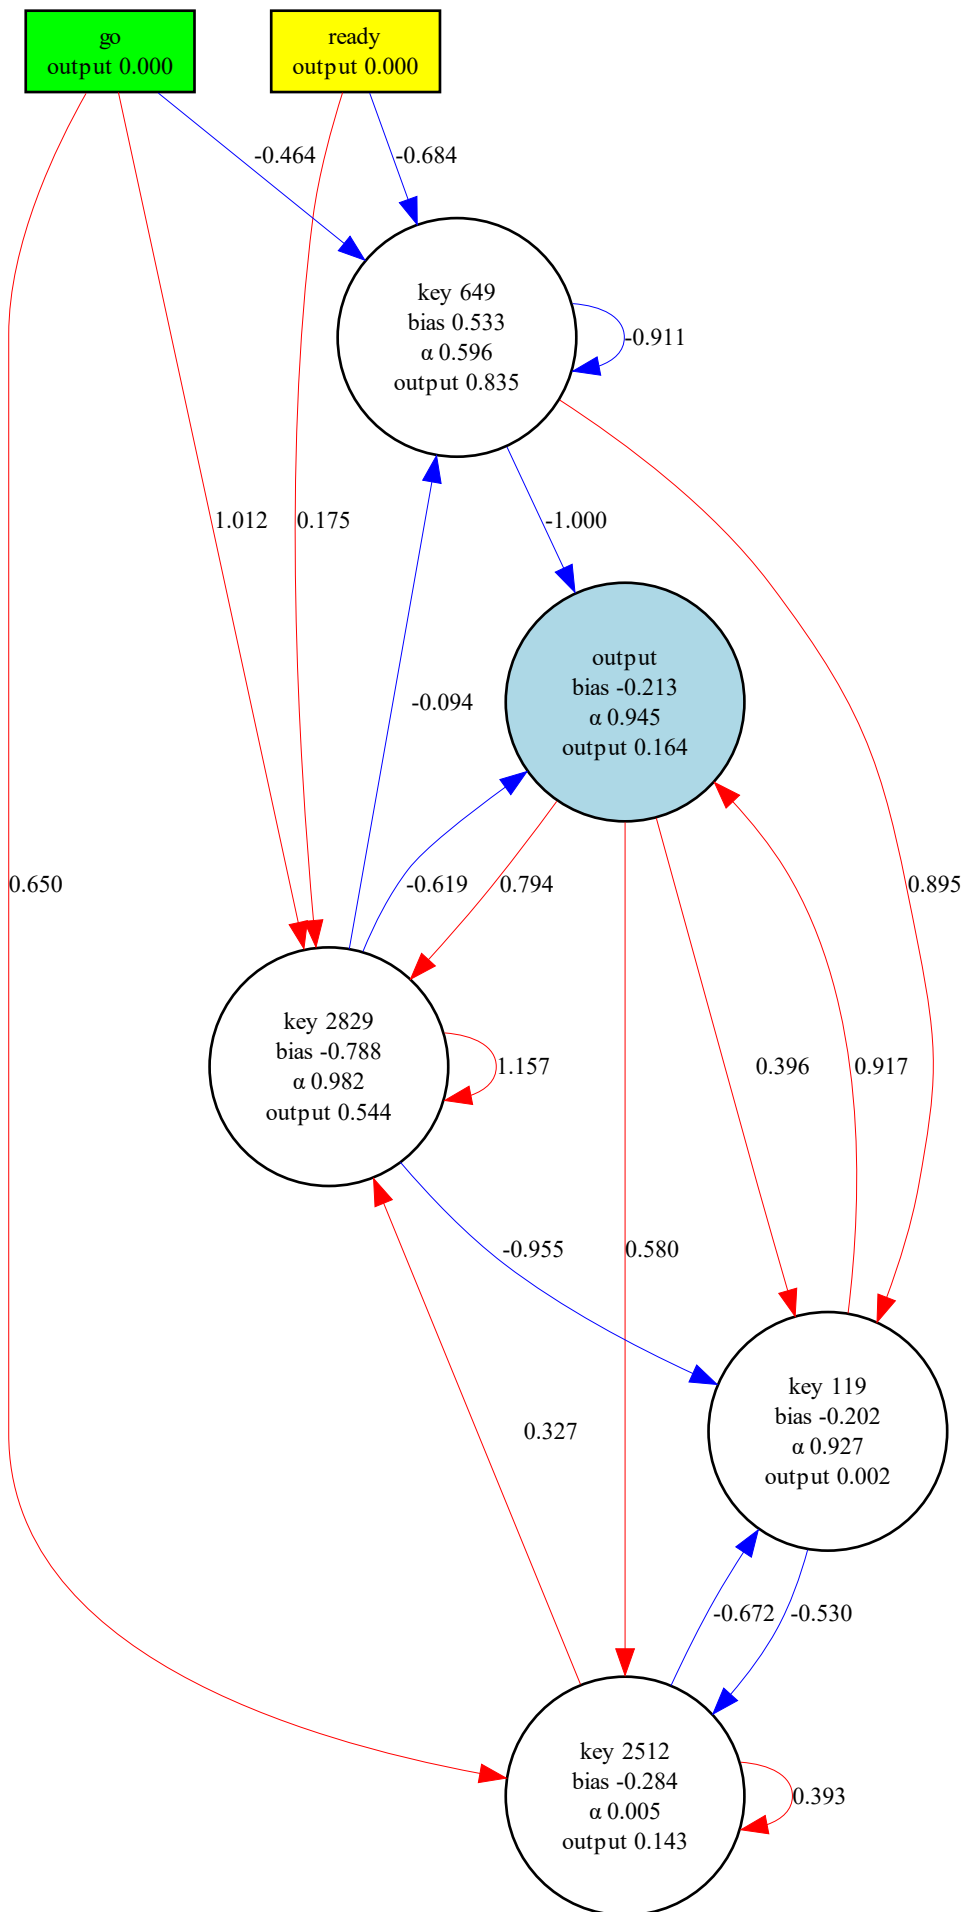 go
output 0.000
ready
output 0.000
-0.464
-0.684
key 649
bias 0.533
α 0.596
output 0.835
-0.911
1.012
0.175
-1.000
output
bias -0.213
α 0.945
output 0.164
-0.094
0.650
-0.619
0.794
0.895
key 2829
bias -0.788
α 0.982
output 0.544
1.157
0.396
0.917
-0.955
0.580
key 119
bias -0.202
α 0.927
output 0.002
0.327
-0.672
-0.530
key 2512
bias -0.284
α 0.005
output 0.143
0.393